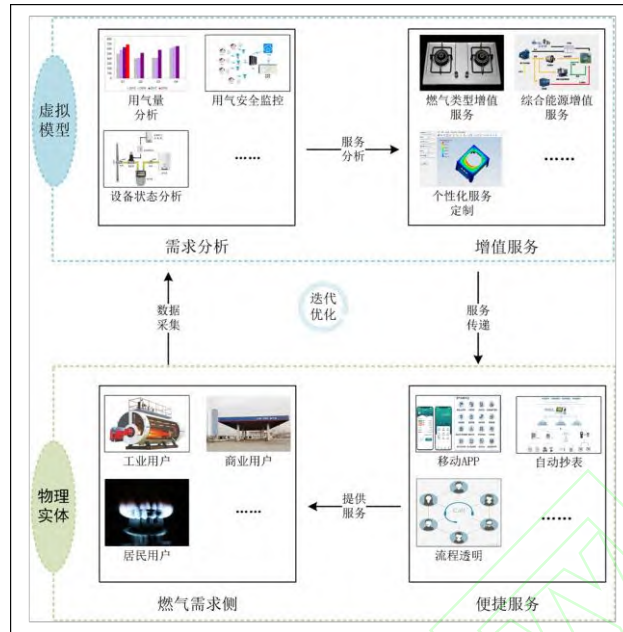 虚拟
模型
用气量
分析
用气安全监控
设备状态分析
……
需求分析
服务
分析
燃气类型增值
服务
综合能源增值
服务
个性化服务
定制
……
增值服务
数据
采集
迭代
优化
服务
传递
物理
实体
工业用户
商业用户
居民用户
……
燃气需求侧
提供
服务
移动APP
自动抄表
流程透明
……
便捷服务